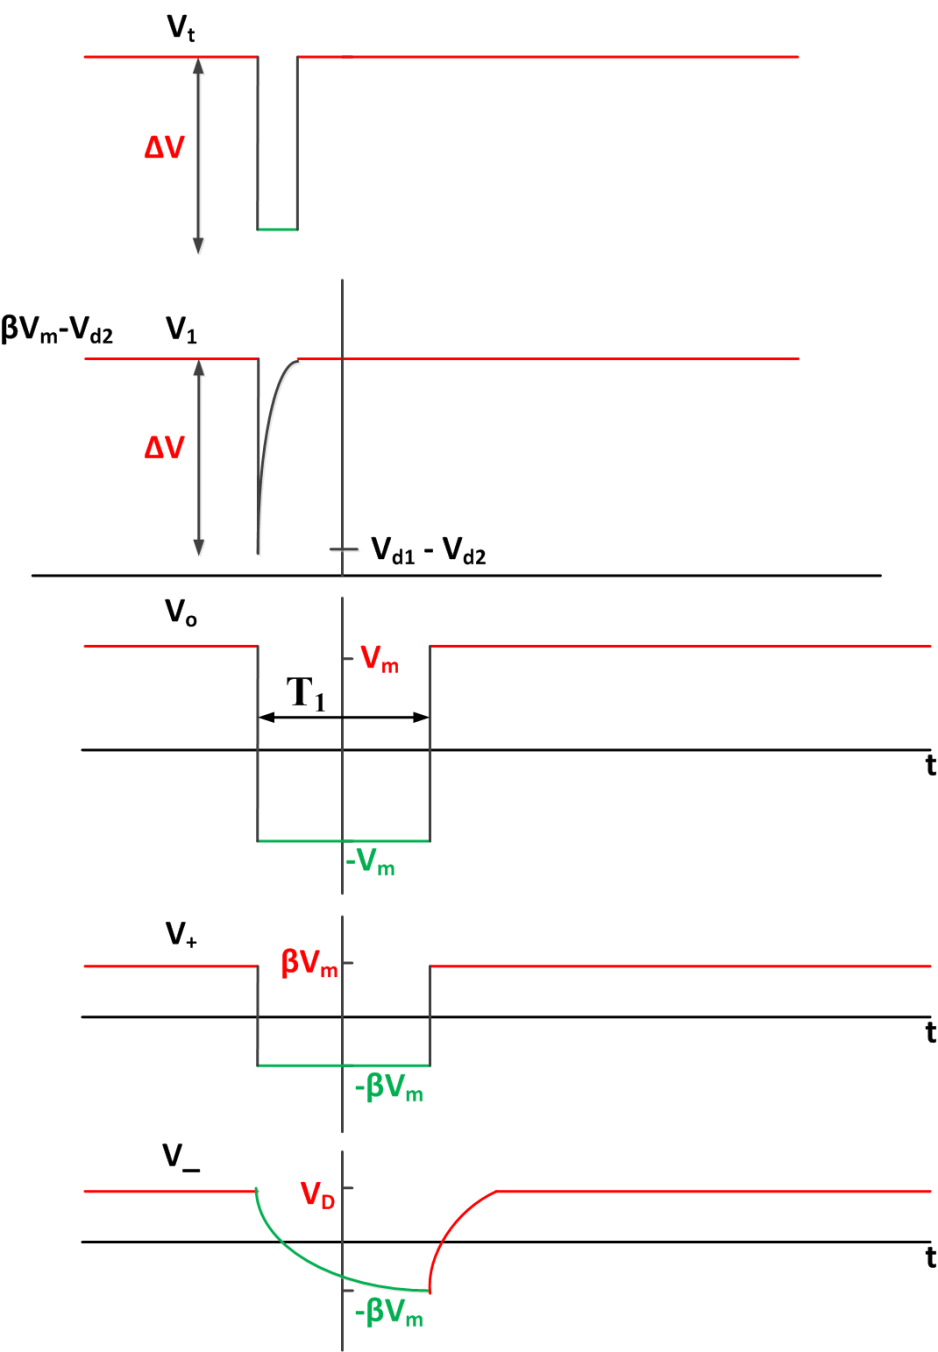 Vt
ΔV
βVm-Vd2 V1
ΔV
Vd1 - Vd2
Vo
Vm
T1
t
-Vm
V+
βVm
t
-βVm
V_
VD
t
-βVm